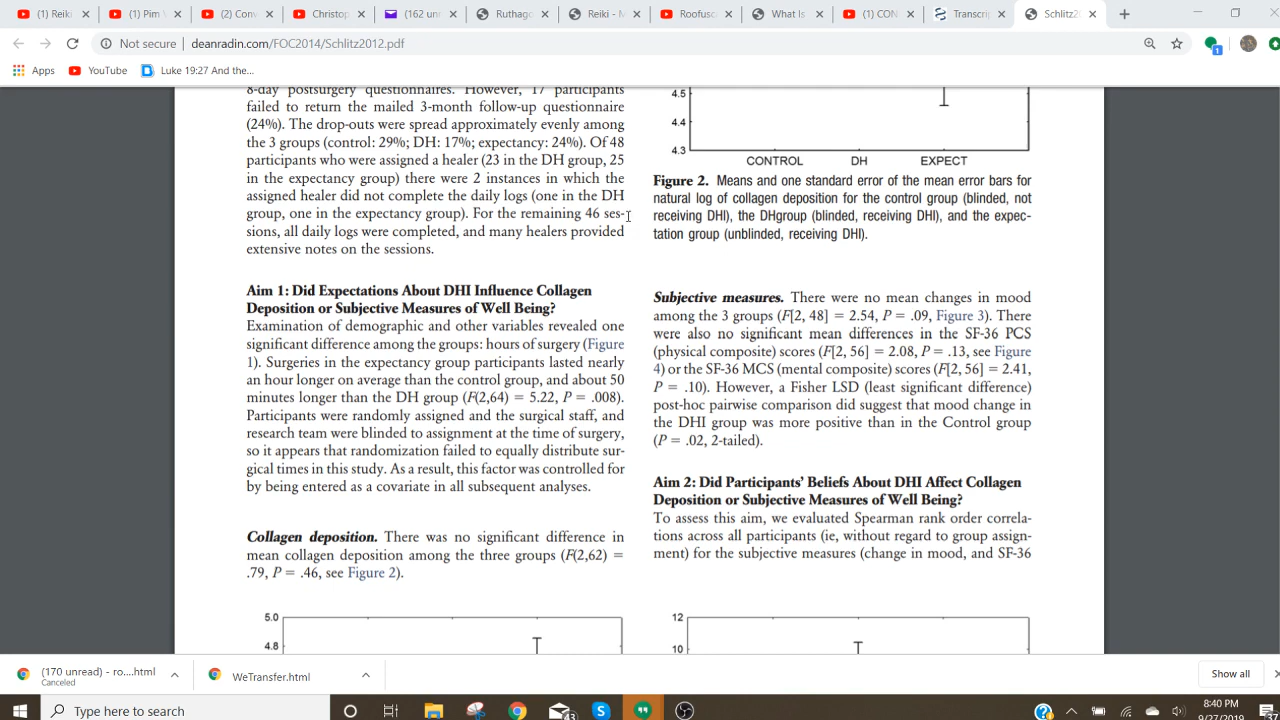 (1) Reiki
(1) Pim
(2) Conv
Christop
(162 unr
Ruthago
Reiki - M
Roofusc
What Is
(1) CON
Transcrip
Schlitz2
Not secure
deanradin.com/FOC2014/Schlitz2012.pdf
1
Apps
YouTube
Luke 19:27 And the...
8-day postsurgery questionnaires. However, 17 participants
failed to return the mailed 3-month follow-up questionnaire
(24%). The drop-outs were spread approximately evenly among
the 3 groups (control: 29%; DH: 17%; expectancy: 24%). Of 48
participants who were assigned a healer (23 in the DH group, 25
in the expectancy group) there were 2 instances in which the
assigned healer did not complete the daily logs (one in the DH
group, one in the expectancy group). For the remaining 46 ses-
sions, all daily logs were completed, and many healers provided
extensive notes on the sessions.
Aim 1: Did Expectations About DHI Influence Collagen
Deposition or Subjective Measures of Well Being?
Examination of demographic and other variables revealed one
significant difference among the groups: hours of surgery (Figure
1). Surgeries in the expectancy group participants lasted nearly
an hour longer on average than the control group, and about 50
minutes longer than the DH group (F(2,64) = 5.22, P = .008).
Participants were randomly assigned and the surgical staff, and
research team were blinded to assignment at the time of surgery,
so it appears that randomization failed to equally distribute sur-
gical times in this study. As a result, this factor was controlled for
by being entered as a covariate in all subsequent analyses.
Collagen deposition. There was no significant difference in
mean collagen deposition among the three groups (F(2,62) =
.79, P = .46, see Figure 2).
5.0
4.8
4.5
4.4
4.3
CONTROL
DH
EXPECT
Figure 2. Means and one standard error of the mean error bars for
natural log of collagen deposition for the control group (blinded, not
receiving DHI), the DHgroup (blinded, receiving DHI), and the expec-
tation group (unblinded, receiving DHI).
Subjective measures. There were no mean changes in mood
among the 3 groups (F[2, 48] = 2.54, P = .09, Figure 3). There
were also no significant mean differences in the SF-36 PCS
(physical composite) scores (F[2, 56] = 2.08, P = .13, see Figure
4) or the SF-36 MCS (mental composite) scores (F[2, 56] = 2.41,
P = .10). However, a Fisher LSD (least significant difference)
post-hoc pairwise comparison did suggest that mood change in
the DHI group was more positive than in the Control group
(P = .02, 2-tailed).
Aim 2: Did Participants' Beliefs About DHI Affect Collagen
Deposition or Subjective Measures of Well Being?
To assess this aim, we evaluated Spearman rank order correla-
tions across all participants (ie, without regard to group assign-
ment) for the subjective measures (change in mood, and SF-36
12
10
(170 unread) - ro....html
Canceled
WeTransfer.html
Show all
Type here to search
43
8:40 PM
9/27/2019